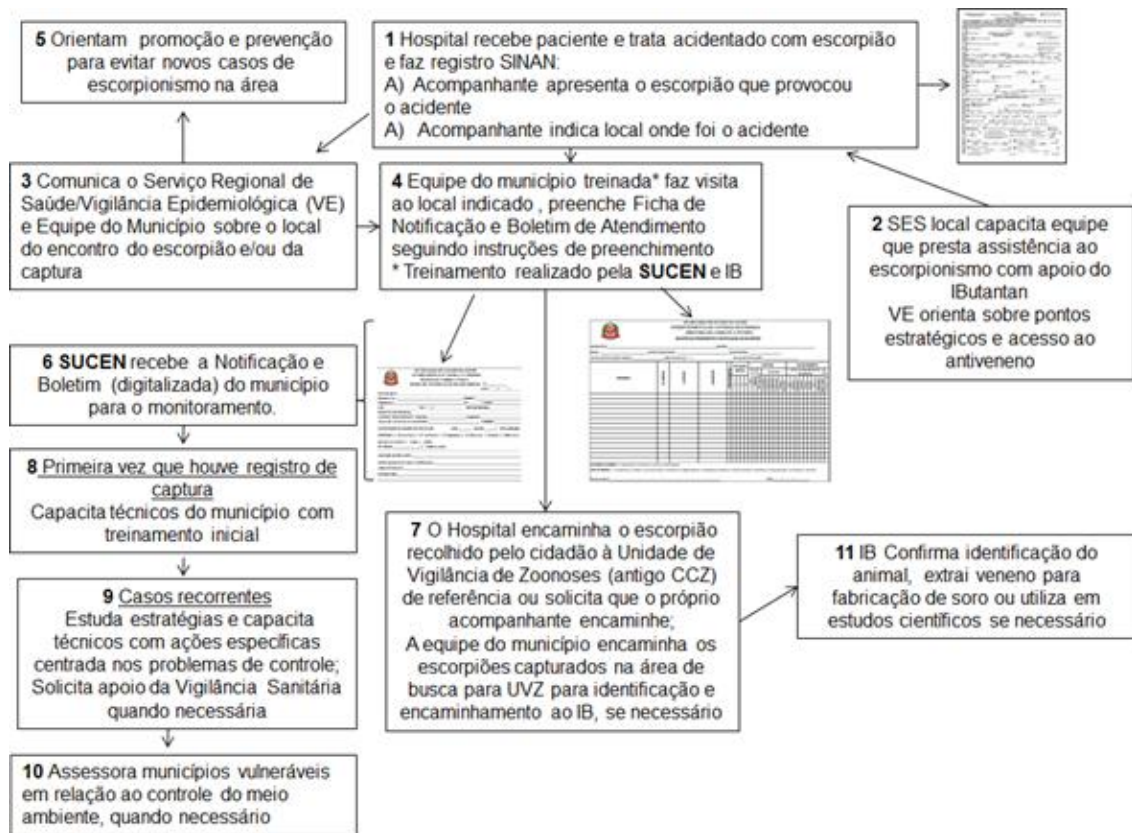 5 Orientam promoção e prevenção
para evitar novos casos de
escorpionismo na área
1 Hospital recebe paciente e trata acidentado com escorpião
e faz registro SINAN:
A) Acompanhante apresenta o escorpião que provocou
o acidente
A) Acompanhante indica local onde foi o acidente
3 Comunica o Serviço Regional de
Saúde/Vigilância Epidemiológica (VE)
e Equipe do Município sobre o local
do encontro do escorpião e/ou da
captura
4 Equipe do município treinada* faz visita
ao local indicado , preenche Ficha de
Notificação e Boletim de Atendimento
seguindo instruções de preenchimento
* Treinamento realizado pela SUCEN e IB
2 SES local capacita equipe
que presta assistência ao
escorpionismo com apoio do
IButantan
VE orienta sobre pontos
estratégicos e acesso ao
antiveneno
6 SUCEN recebe a Notificação e
Boletim (digitalizada) do município
para o monitoramento.
8 Primeira vez que houve registro de
captura
Capacita técnicos do município com
treinamento inicial
7 O Hospital encaminha o escorpião
recolhido pelo cidadão à Unidade de
Vigilância de Zoonoses (antigo CCZ)
de referência ou solicita que o próprio
acompanhante encaminhe;
A equipe do município encaminha os
escorpiões capturados na área de
busca para UVZ para identificação e
encaminhamento ao IB, se necessário
11 IB Confirma identificação do
animal, extrai veneno para
fabricação de soro ou utiliza em
estudos científicos se necessário
9 Casos recorrentes
Estuda estratégias e capacita
técnicos com ações específicas
centrada nos problemas de controle;
Solicita apoio da Vigilância Sanitária
quando necessária
10 Assessora municípios vulneráveis
em relação ao controle do meio
ambiente, quando necessário